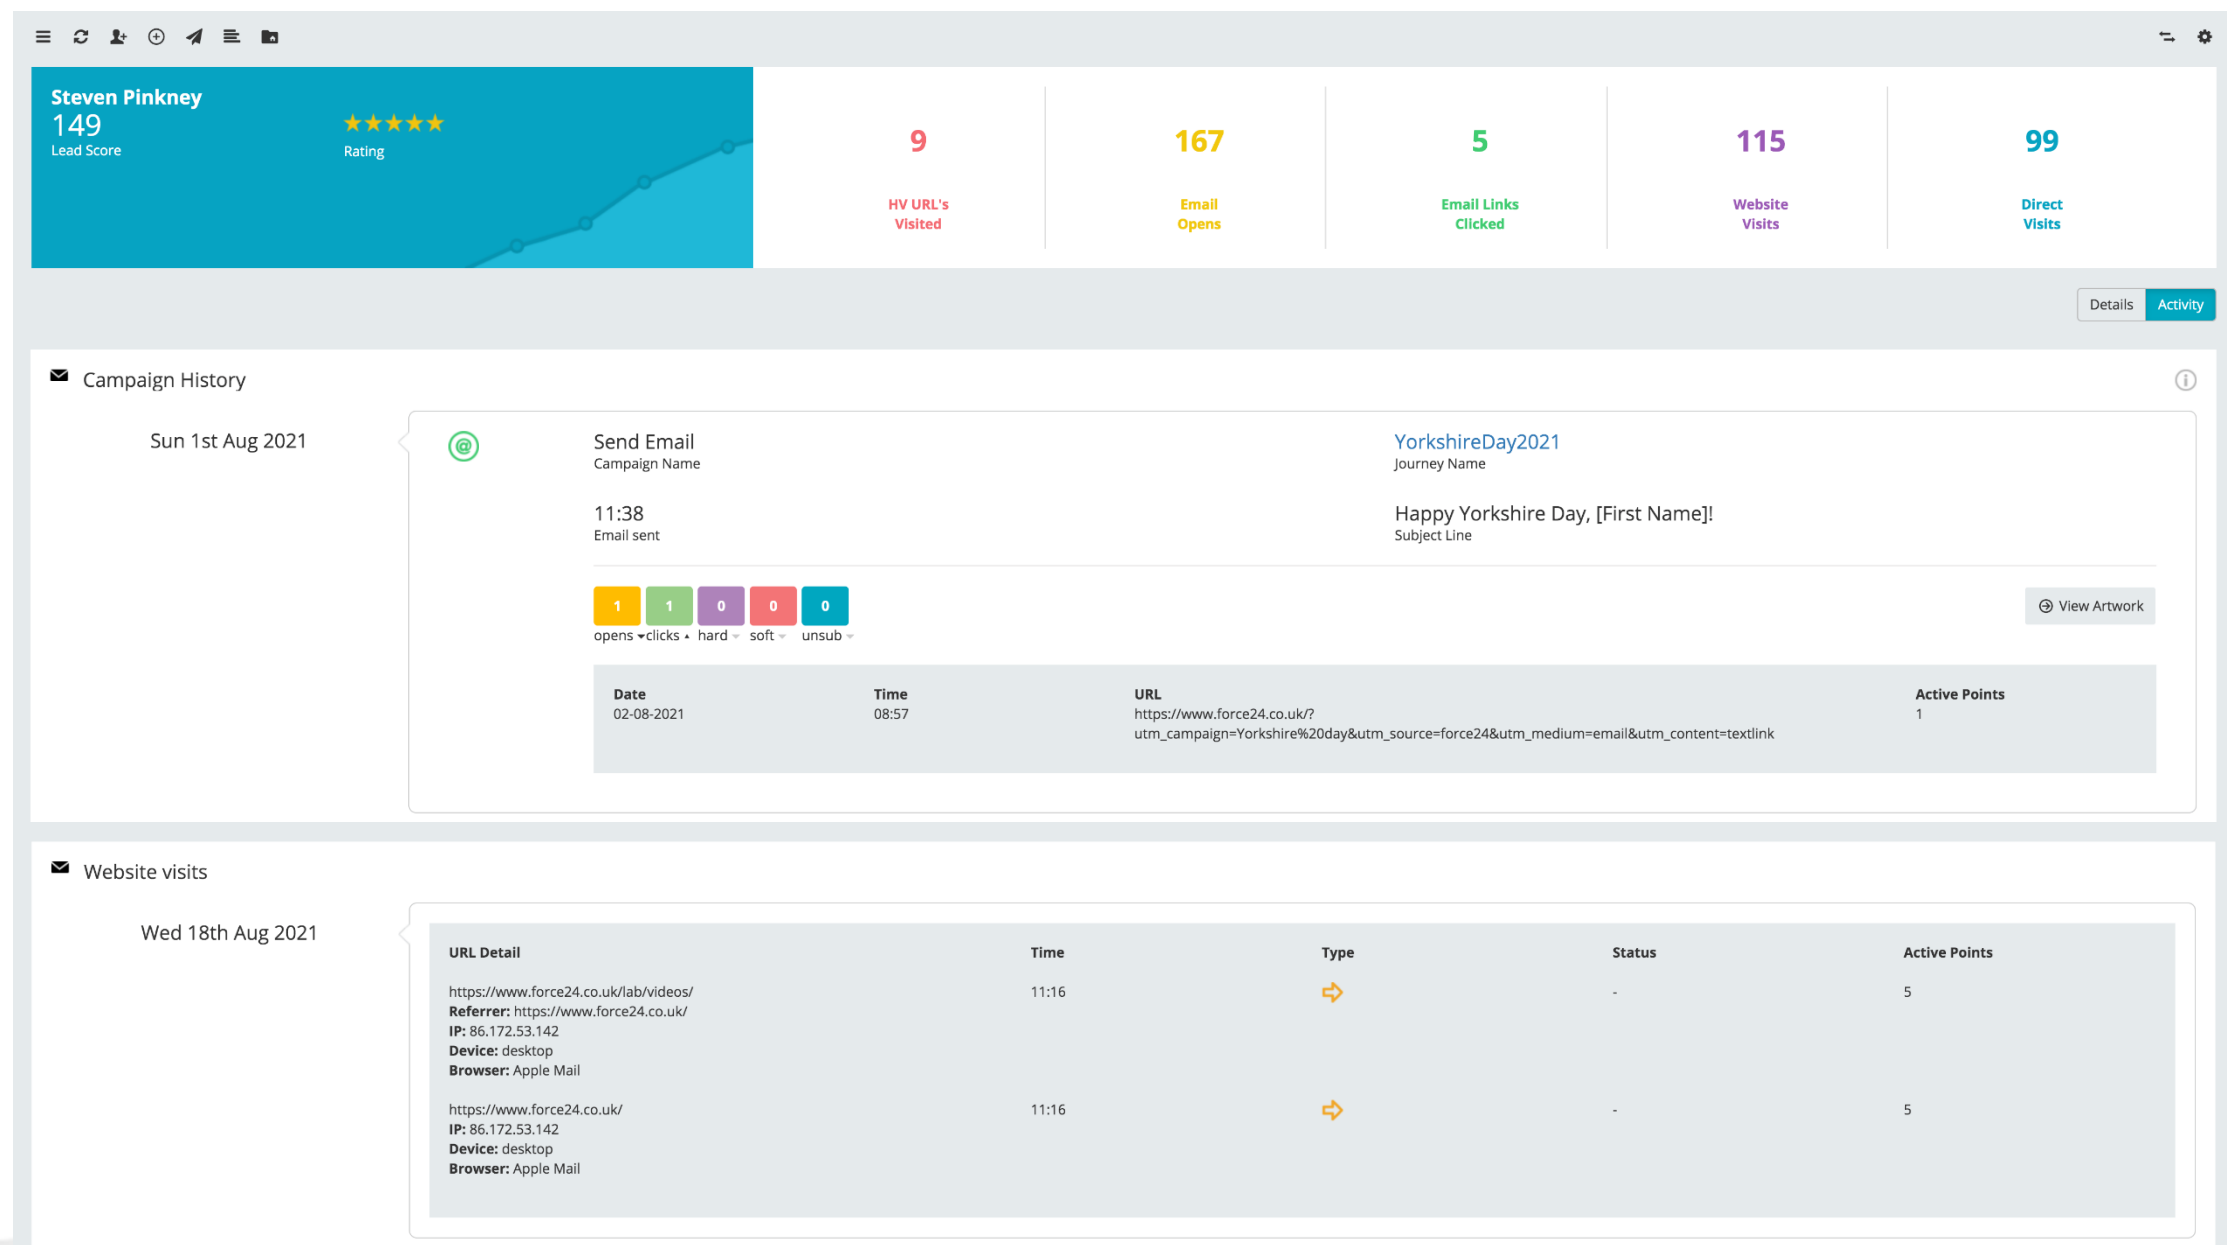 Steven Pinkney
149
Lead Score
Rating
9
HV URL's
Visited
167
Email
Opens
5
Email Links
Clicked
115
Website
Visits
99
Direct
Visits
Details
Activity
Campaign History
Sun 1st Aug 2021
@
Send Email
Campaign Name
YorkshireDay2021
Journey Name
11:38
Email sent
Happy Yorkshire Day, [First Name]!
Subject Line
1 1 0 0 0
opens clicks hard soft unsub
View Artwork
Date Time URL Active Points
02-08-2021 08:57 https://www.force24.co.uk/? 1
utm_campaign=Yorkshire%20day&utm_source=force24&utm_medium=email&utm_content=textlink
Website visits
Wed 18th Aug 2021
URL Detail Time Type Status Active Points
https://www.force24.co.uk/lab/videos/ 11:16 - 5
Referrer: https://www.force24.co.uk/
IP: 86.172.53.142
Device: desktop
Browser: Apple Mail
https://www.force24.co.uk/ 11:16 - 5
IP: 86.172.53.142
Device: desktop
Browser: Apple Mail